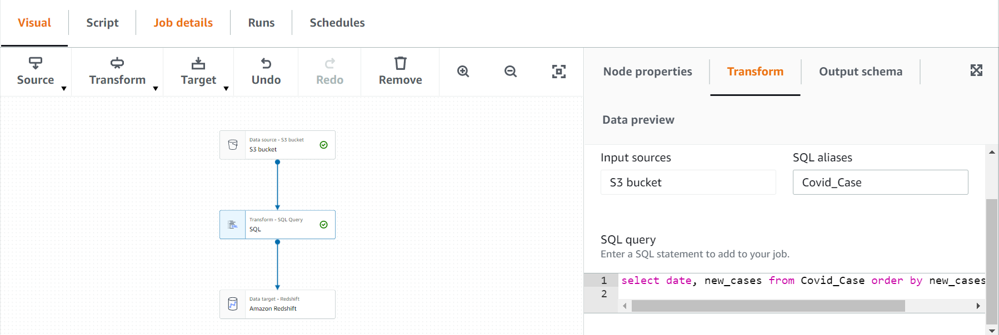 Visual Script Job details Runs Schedules
Source Transform Target Undo Redo Remove
Node properties Transform Output schema
Data preview
Data source - S3 bucket
S3 bucket
Transform - SQL Query
SQL
Data target - Redshift
Amazon Redshift
Input sources SQL aliases
S3 bucket Covid_Case
SQL query
Enter a SQL statement to add to your job.
1 select date, new_cases from Covid_Case order by new_cases
2